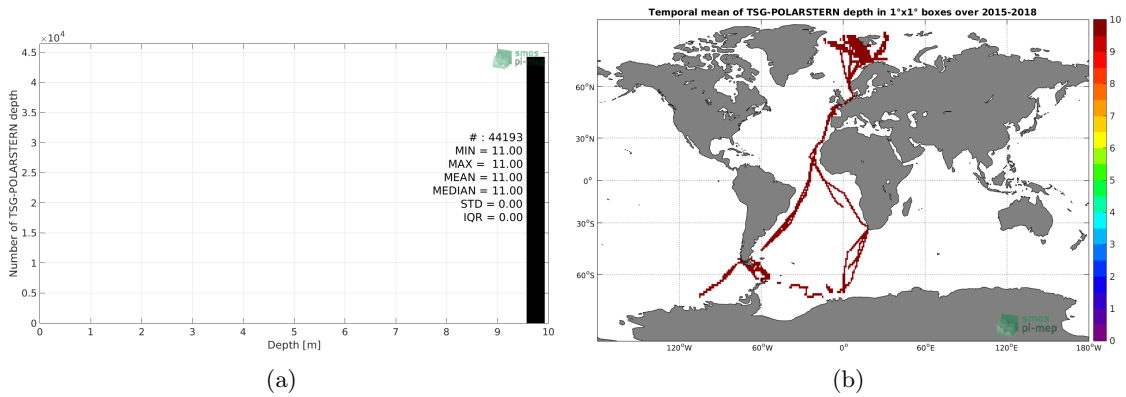 ×10⁴
4.5
4
3.5
3
2.5
2
1.5
1
0.5
0
Number of TSG-POLARSTERN depth
smos
pi-mep
# : 44193
MIN = 11.00
MAX = 11.00
MEAN = 11.00
MEDIAN = 11.00
STD = 0.00
IQR = 0.00
0 1 2 3 4 5 6 7 8 9 10
Depth [m]
(a)
Temporal mean of TSG-POLARSTERN depth in 1°x1° boxes over 2015-2018
60°N
30°N
0°
30°S
60°S
120°W 60°W 0° 60°E 120°E 180°W
smos
pi-mep
10
9
8
7
6
5
4
3
2
1
0
(b)